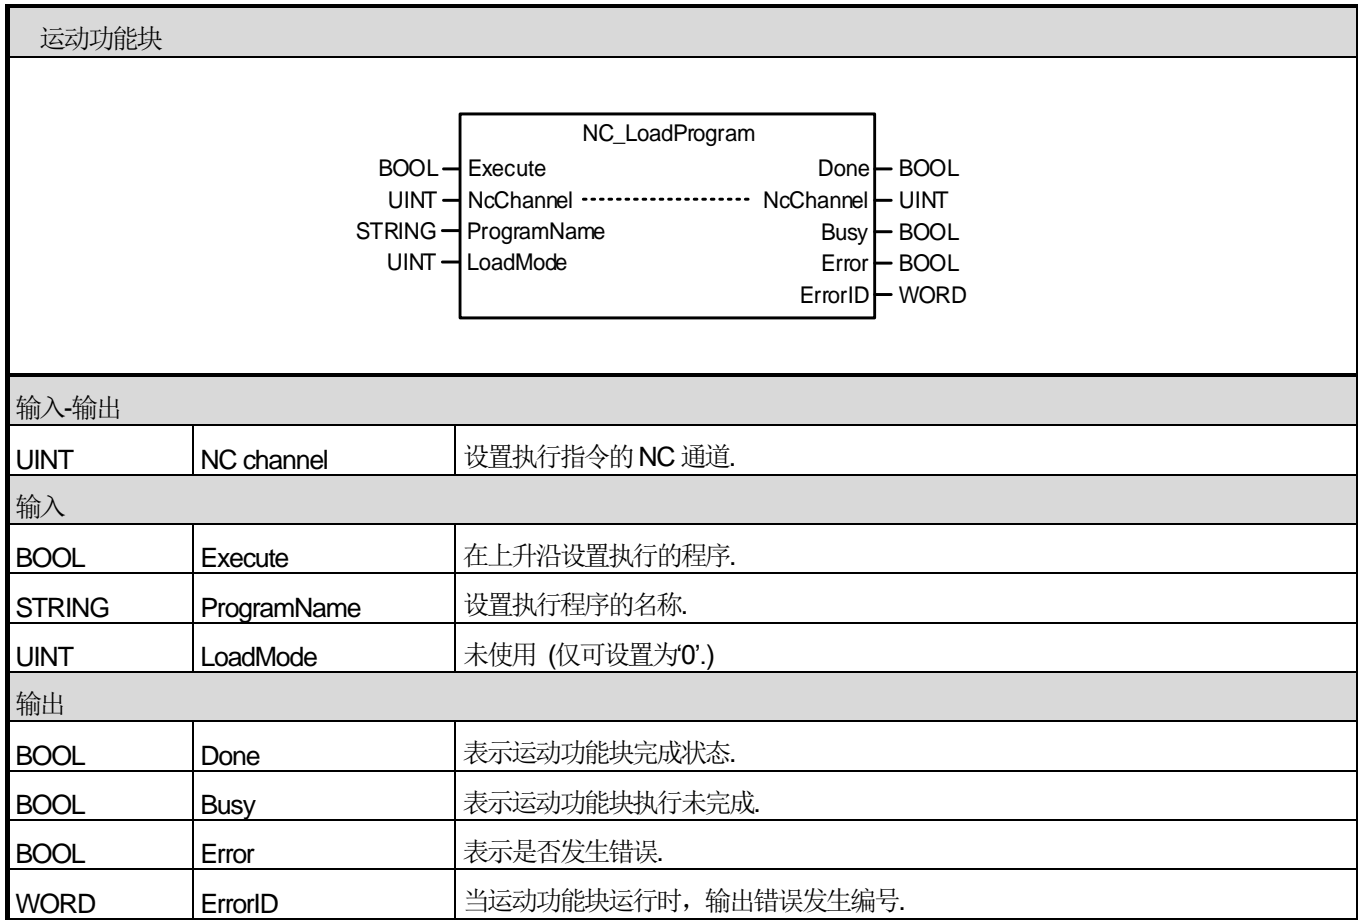 运动功能块
NC_LoadProgram
BOOL Execute Done BOOL
UINT NcChannel NcChannel UINT
STRING ProgramName Busy BOOL
UINT LoadMode Error BOOL
ErrorID WORD
输入-输出
UINT NC channel 设置执行指令的 NC 通道.
输入
BOOL Execute 在上升沿设置执行的程序.
STRING ProgramName 设置执行程序的名称.
UINT LoadMode 未使用 (仅可设置为‘0’.)
输出
BOOL Done 表示运动功能块完成状态.
BOOL Busy 表示运动功能块执行未完成.
BOOL Error 表示是否发生错误.
WORD ErrorID 当运动功能块运行时，输出错误发生编号.